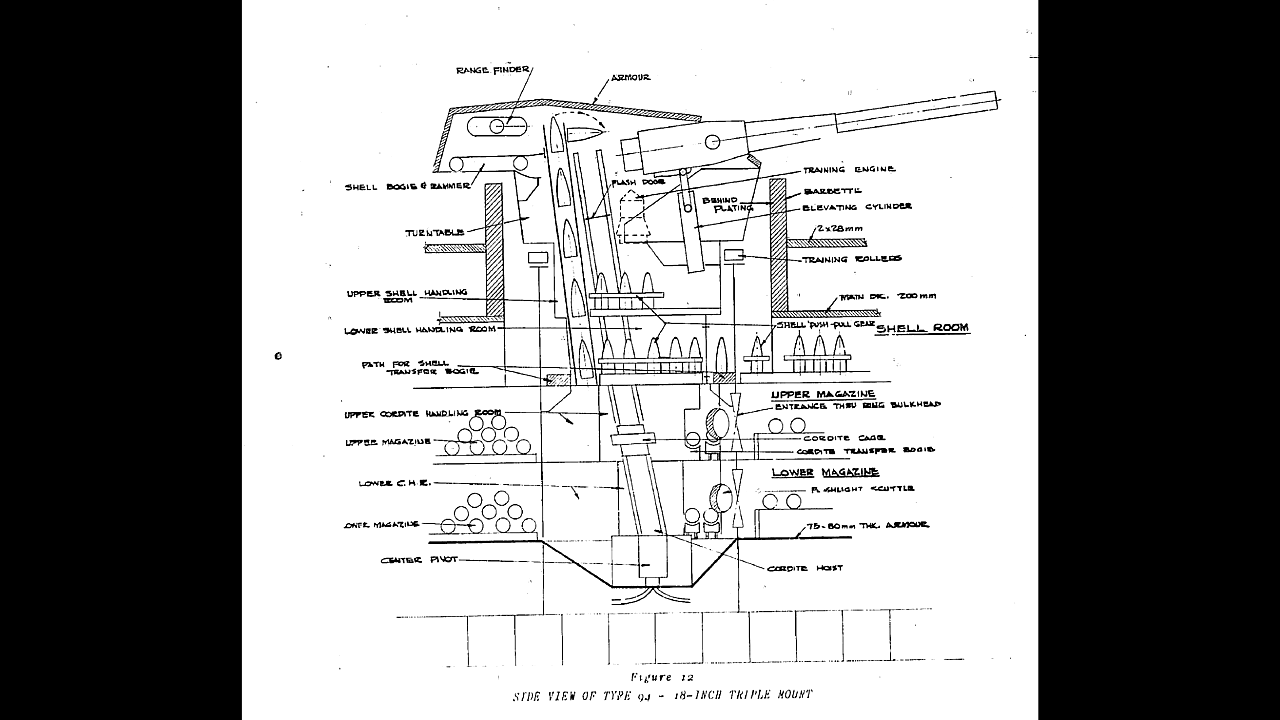 RANGE FINDER
ARMOUR
TRAINING ENGINE
FLASH DOOR
SHELL BOGIE & RAMMER
BARBETTE
BEHIND
PLATING
ELEVATING CYLINDER
2x28mm
TURNTABLE
TRAINING ROLLERS
UPPER SHELL HANDLING
ROOM
MAIN DK. 200mm
SHELL PUSH-PULL GEAR
SHELL ROOM
LOWER SHELL HANDLING ROOM
PATH FOR SHELL
TRANSFER BOGIE
UPPER MAGAZINE
ENTRANCE THRU RING BULKHEAD
UPPER CORDITE HANDLING ROOM
UPPER MAGAZINE
CORDITE CAGE
CORDITE TRANSFER BOGIE
LOWER MAGAZINE
LOWER C.H.R.
SCUTTLE
LOWER MAGAZINE
75-80mm THK. ARMOUR
CENTER PIVOT
CORDITE HOIST
Figure 12
SIDE VIEW OF TYPE 94 - 18-INCH TRIPLE MOUNT